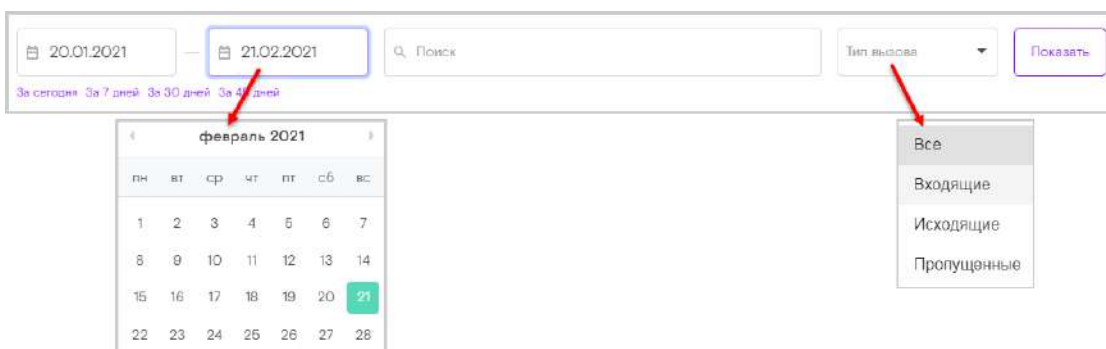 20.01.2021 — 21.02.2021 Поиск Тип вызова Показать
За сегодня За 7 дней За 30 дней За дней
февраль 2021
пн вт ср чт пт сб вс
1 2 3 4 5 6 7
8 9 10 11 12 13 14
15 16 17 18 19 20 21
22 23 24 25 26 27 28
Все
Входящие
Исходящие
Пропущенные